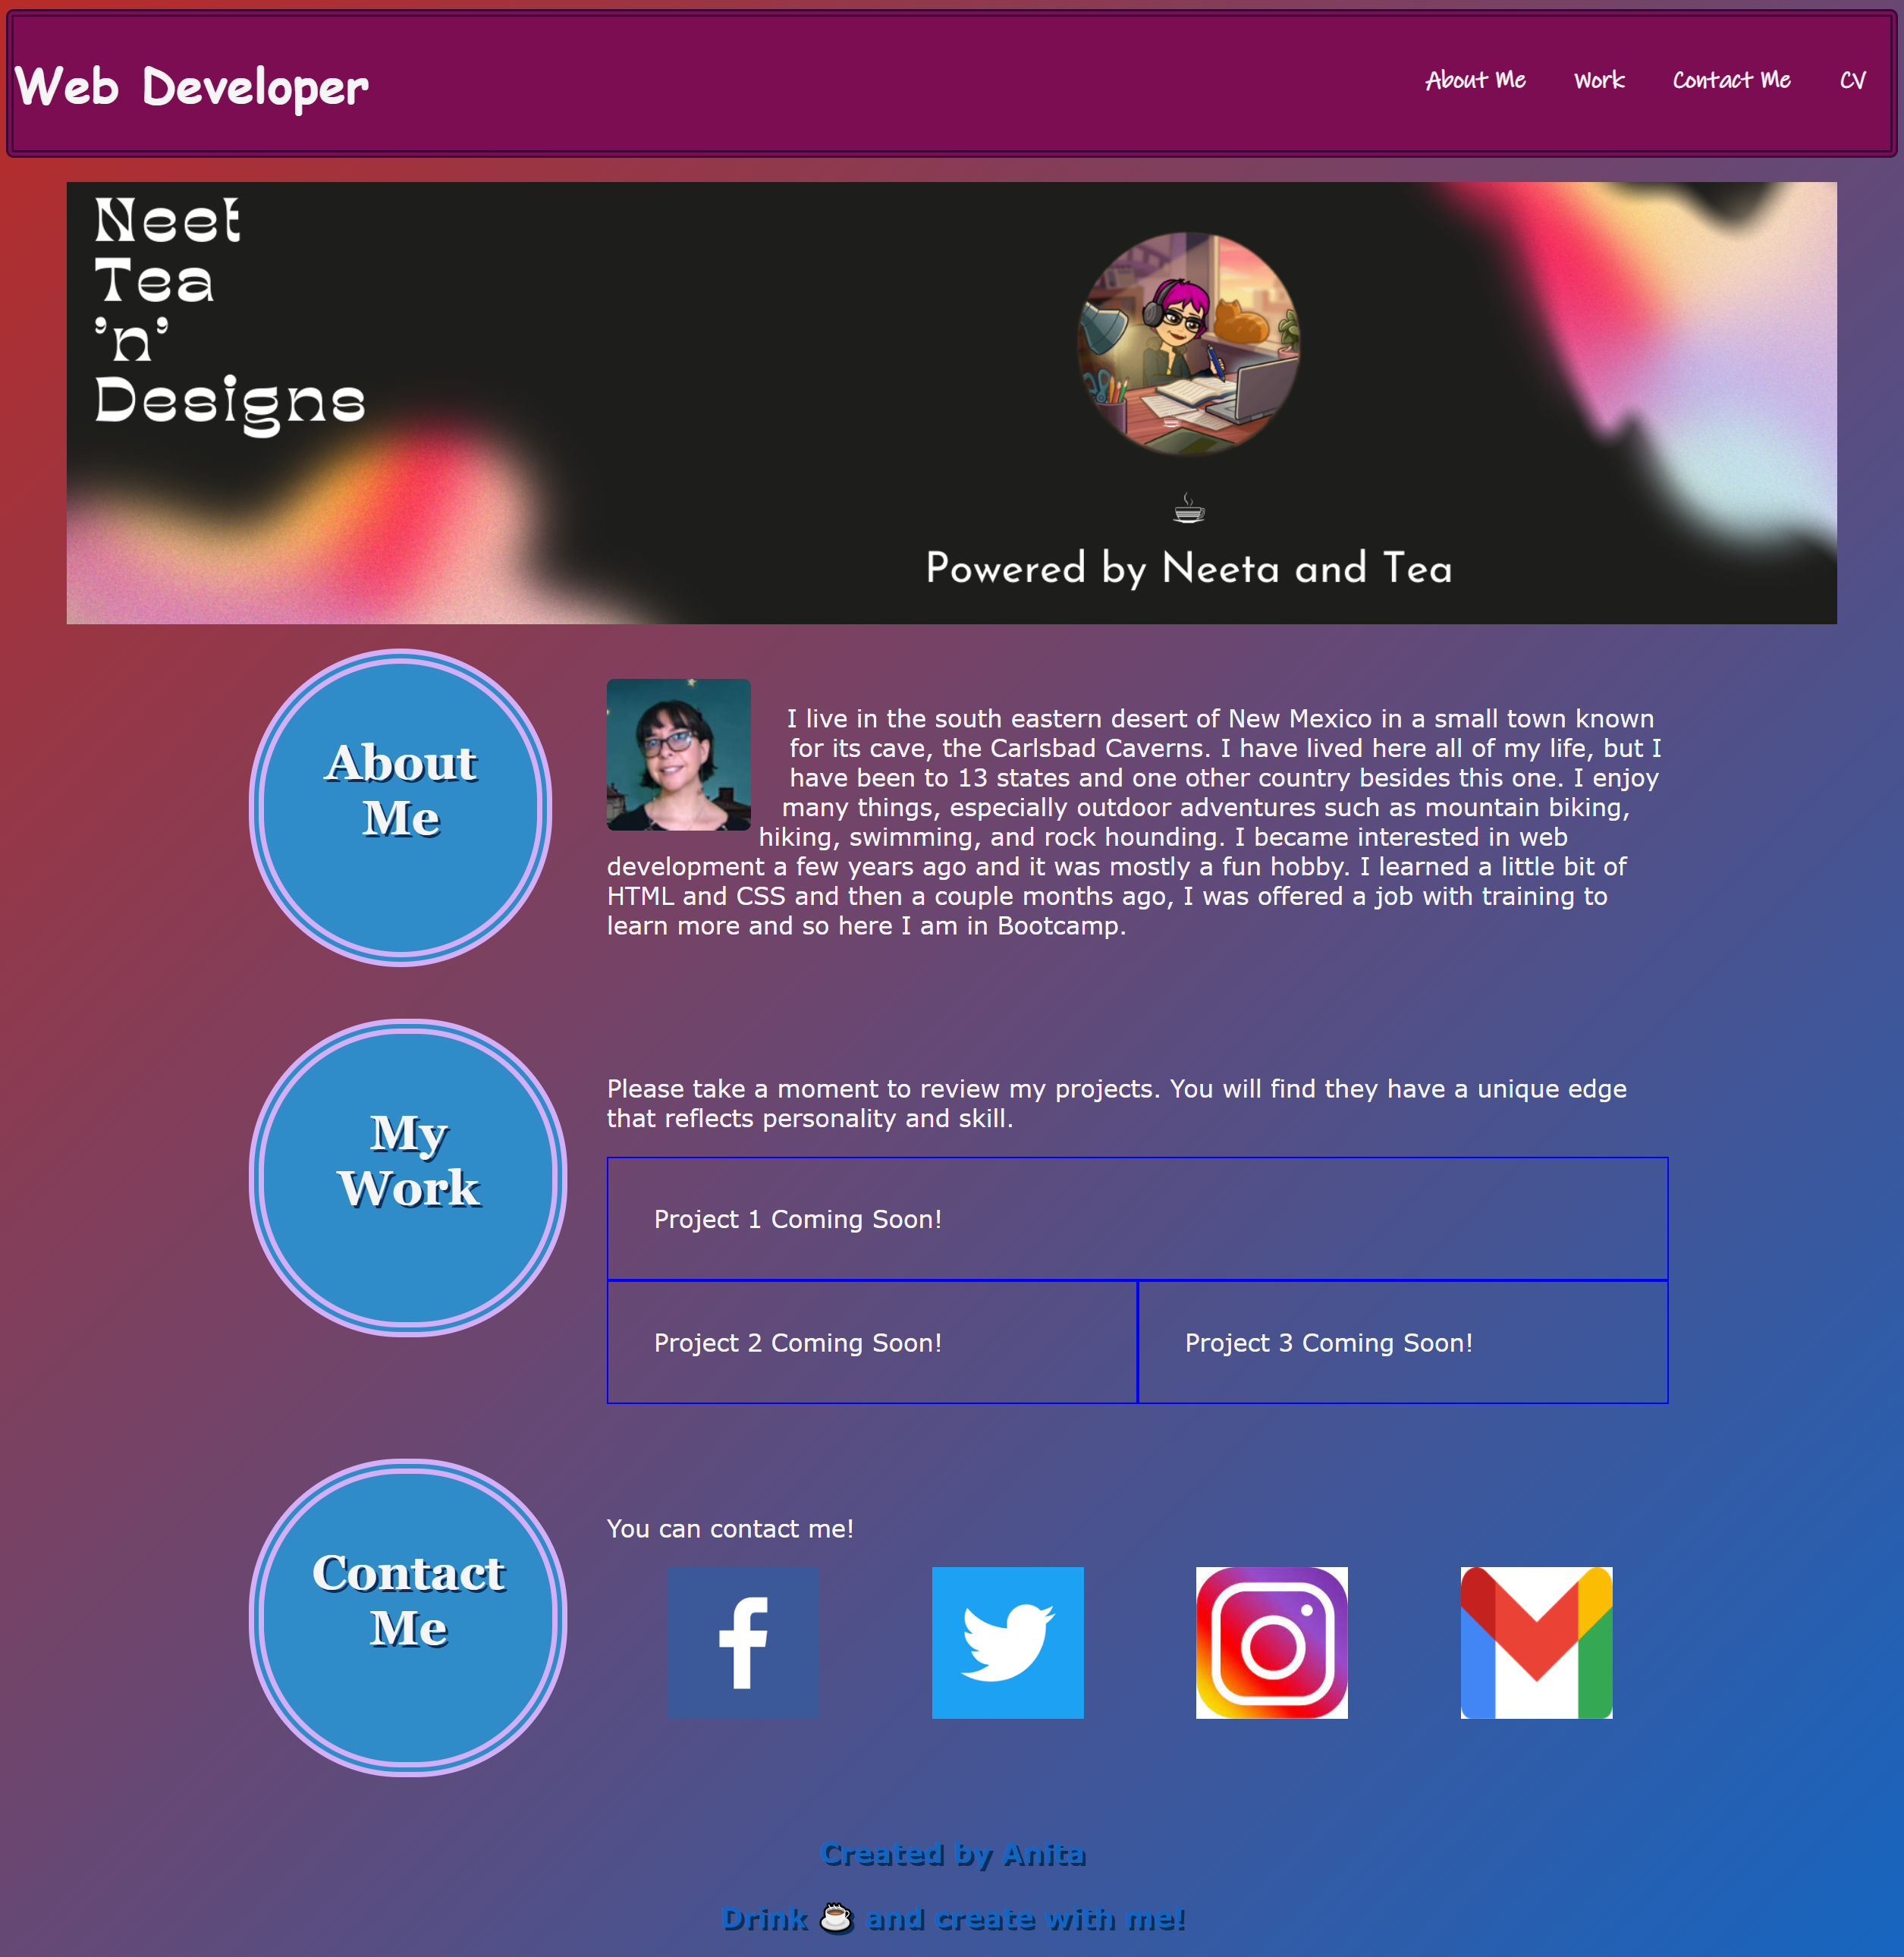 Web Developer
About Me Work Contact Me CV
Neet
Tea
'n'
Designs
Powered by Neeta and Tea
About
Me
I live in the south eastern desert of New Mexico in a small town known
for its cave, the Carlsbad Caverns. I have lived here all of my life, but I
have been to 13 states and one other country besides this one. I enjoy
many things, especially outdoor adventures such as mountain biking,
hiking, swimming, and rock hounding. I became interested in web
development a few years ago and it was mostly a fun hobby. I learned a little bit of
HTML and CSS and then a couple months ago, I was offered a job with training to
learn more and so here I am in Bootcamp.
My
Work
Please take a moment to review my projects. You will find they have a unique edge
that reflects personality and skill.
Project 1 Coming Soon!
Project 2 Coming Soon!
Project 3 Coming Soon!
Contact
Me
You can contact me!
Created by Anita
Drink ☕ and create with me!